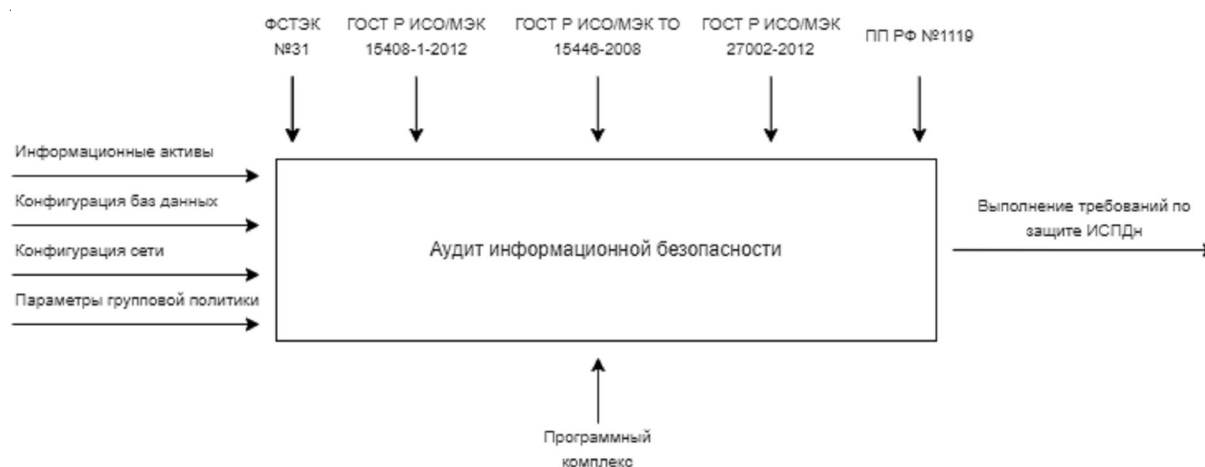 ФСТЭК
№31
ГОСТ Р ИСО/МЭК
15408-1-2012
ГОСТ Р ИСО/МЭК ТО
15446-2008
ГОСТ Р ИСО/МЭК
27002-2012
ПП РФ №1119
Информационные активы
Конфигурация баз данных
Конфигурация сети
Параметры групповой политики
Аудит информационной безопасности
Выполнение требований по
защите ИСПДн
Программный
комплекс